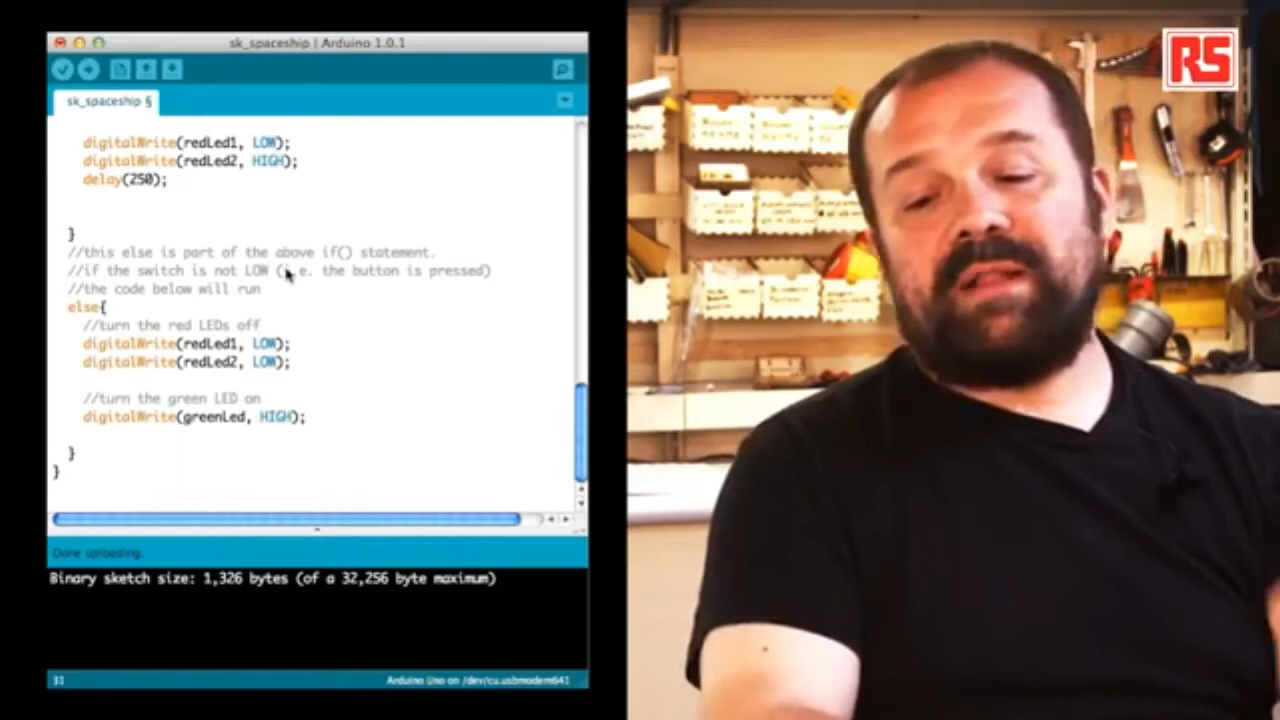 sk_spaceship | Arduino 1.0.1
sk_spaceship §
digitalWrite(redLed1, LOW);
digitalWrite(redLed2, HIGH);
delay(250);
}
//this else is part of the above if() statement.
//if the switch is not LOW (i.e. the button is pressed)
//the code below will run
else{
//turn the red LEDs off
digitalWrite(redLed1, LOW);
digitalWrite(redLed2, LOW);
//turn the green LED on
digitalWrite(greenLed, HIGH);
}
}
Done uploading.
Binary sketch size: 1,326 bytes (of a 32,256 byte maximum)
31
Arduino Uno on /dev/cu.usbmodem641
RS